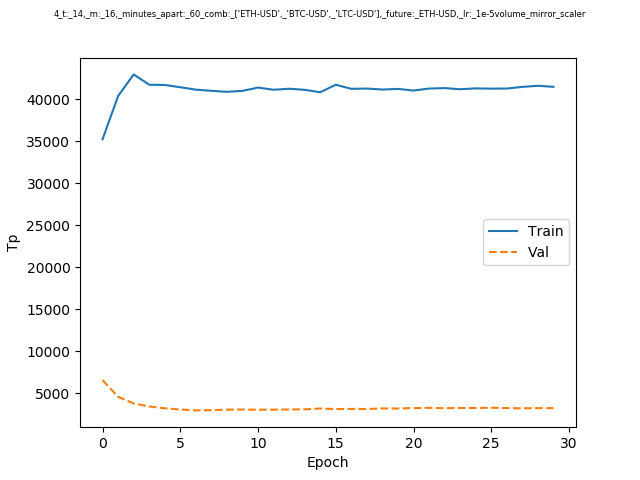 4_t:_14,_m:_16,_minutes_apart:_60_comb:_['ETH-USD',_'BTC-USD',_'LTC-USD'],_future:_ETH-USD,_lr:_1e-5volume_mirror_scaler
40000
35000
30000
25000
20000
15000
10000
5000
Tp
Train
Val
0 5 10 15 20 25 30
Epoch